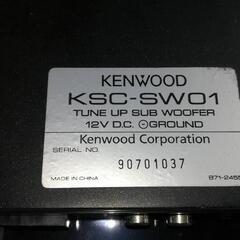 KENWOOD
KSC-SW01
TUNE UP SUB WOOFER
12V D.C. ⊖GROUND
Kenwood Corporation
SERIAL NO.
90701037
MADE IN CHINA